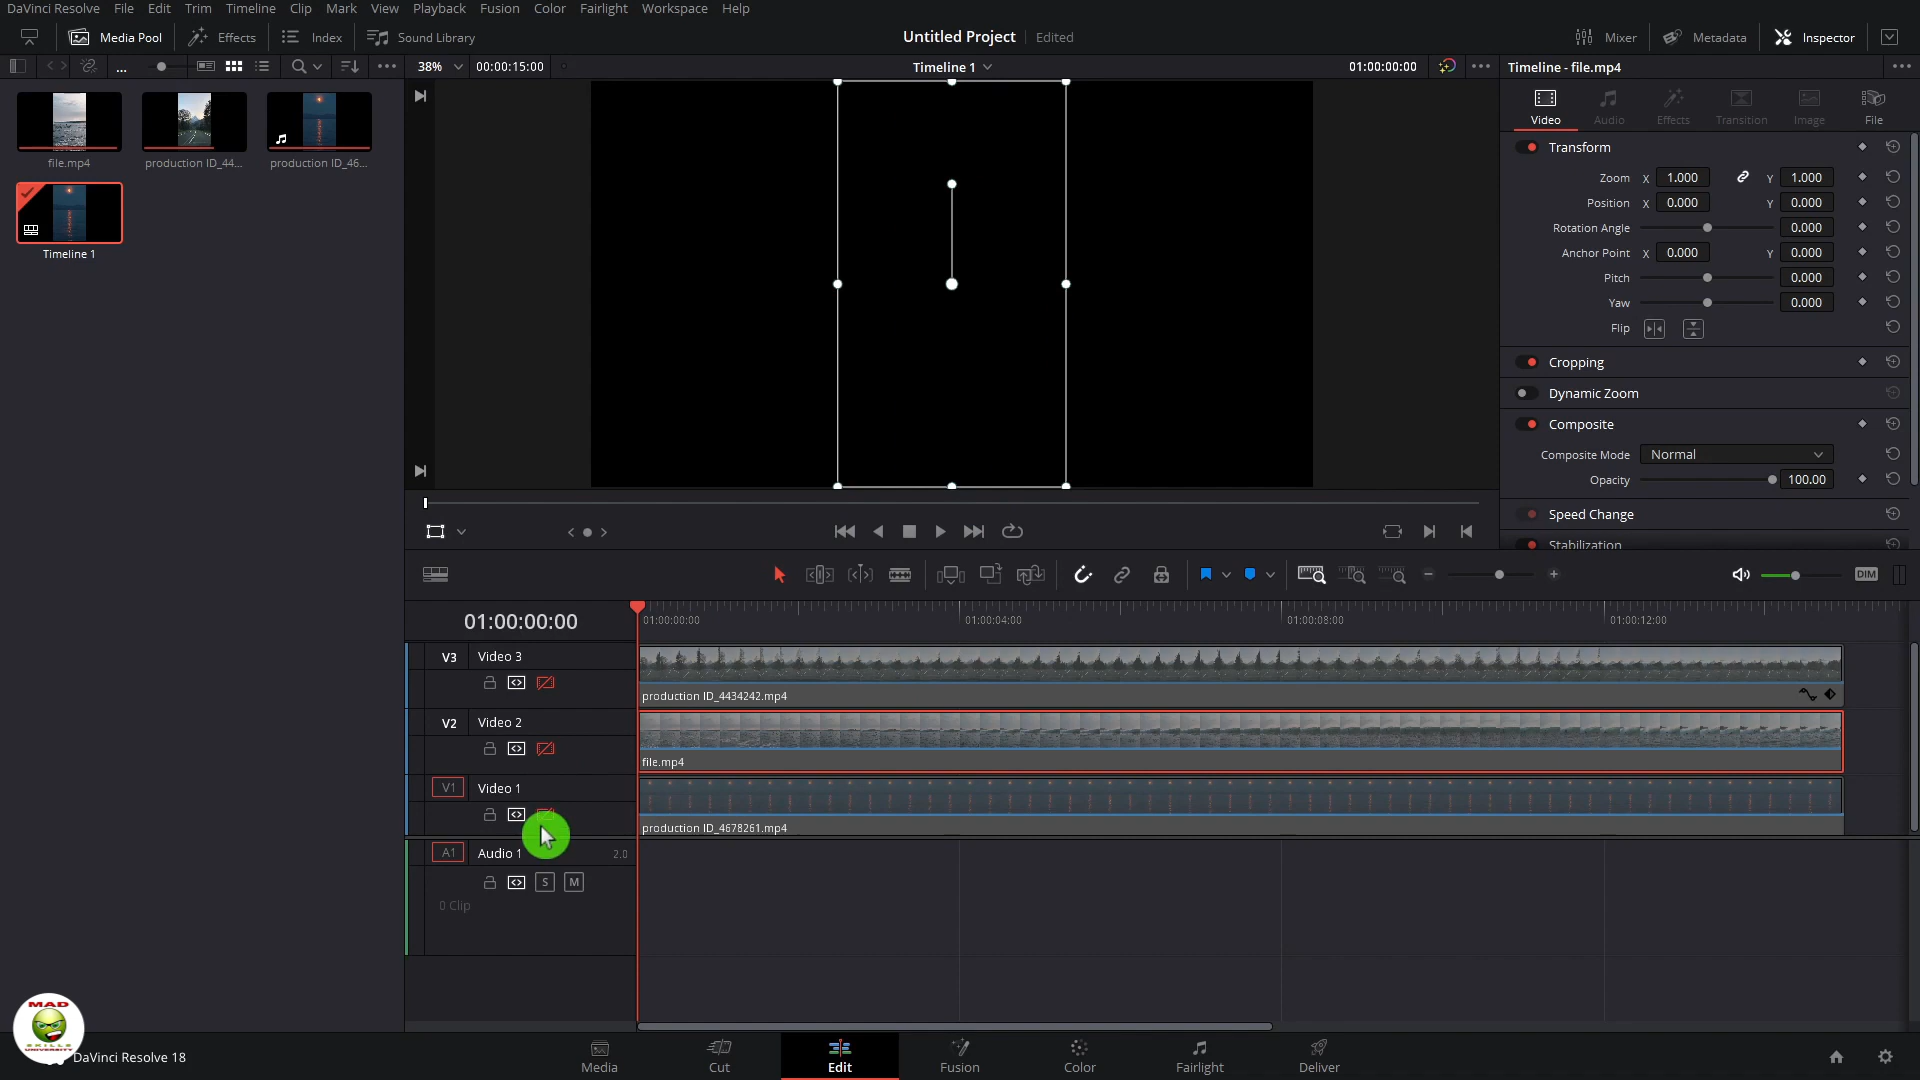 DaVinci Resolve File Edit Trim Timeline Clip Mark View Playback Fusion Color Fairlight Workspace Help
Media Pool Effects Index Sound Library Untitled Project Edited Mixer Metadata Inspector
... 38% 00:00:15:00 Timeline 1 01:00:00:00 Timeline - file.mp4
file.mp4 production ID_44... production ID_46...
Timeline 1
Video Audio Effects Transition Image File
Transform
Zoom X 1.000 Y 1.000
Position X 0.000 Y 0.000
Rotation Angle 0.000
Anchor Point X 0.000 Y 0.000
Pitch 0.000
Yaw 0.000
Flip
Cropping
Dynamic Zoom
Composite
Composite Mode Normal
Opacity 100.00
Speed Change
Stabilization
DIM
01:00:00:00 01:00:00:00 01:00:04:00 01:00:08:00 01:00:12:00
V3 Video 3
production ID_4434242.mp4
V2 Video 2
file.mp4
V1 Video 1
production ID_4678261.mp4
A1 Audio 1 2.0
S M
0 Clip
MAD
SKILLS
UNIVERSITY
DaVinci Resolve 18
Media Cut Edit Fusion Color Fairlight Deliver